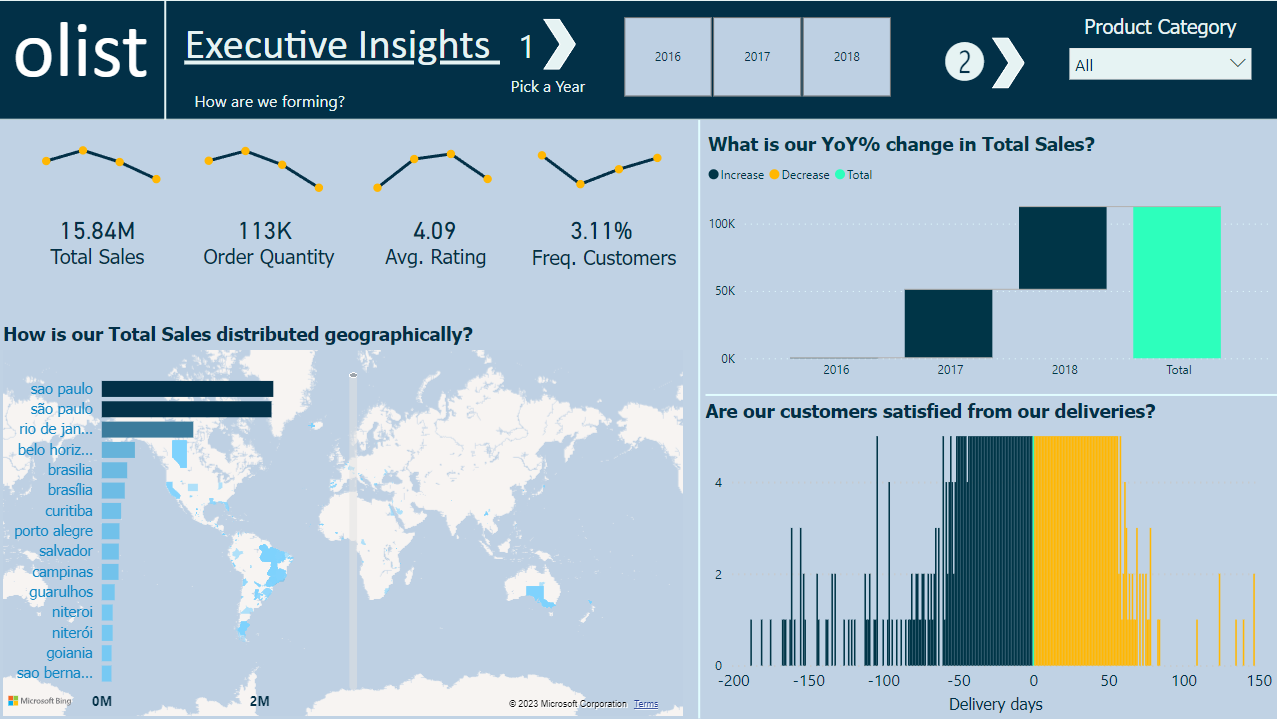 olist
Executive Insights
How are we forming?
1
Pick a Year
2016
2017
2018
2
Product Category
All
15.84M
Total Sales
113K
Order Quantity
4.09
Avg. Rating
3.11%
Freq. Customers
What is our YoY% change in Total Sales?
Increase Decrease Total
100K
50K
0K
2016 2017 2018 Total
How is our Total Sales distributed geographically?
sao paulo
são paulo
rio de jan...
belo horiz...
brasilia
brasília
curitiba
porto alegre
salvador
campinas
guarulhos
niteroi
niterói
goiania
sao berna...
0M 2M
Microsoft Bing
© 2023 Microsoft Corporation Terms
Are our customers satisfied from our deliveries?
4
2
0
-200 -150 -100 -50 0 50 100 150
Delivery days